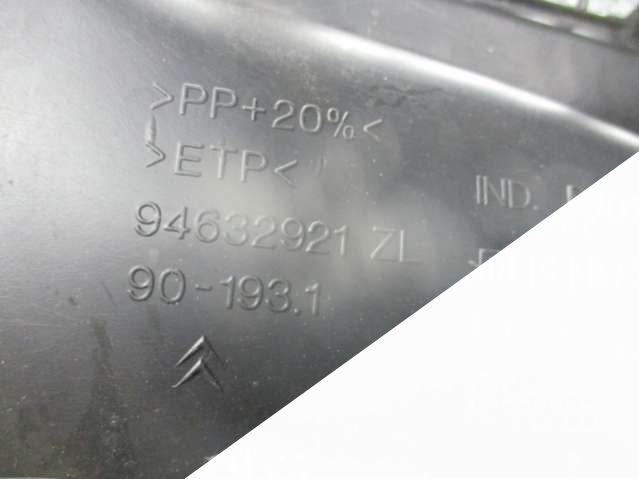 >PP+20%<
>ETP<
94632921 ZL
90-193.1
IND.